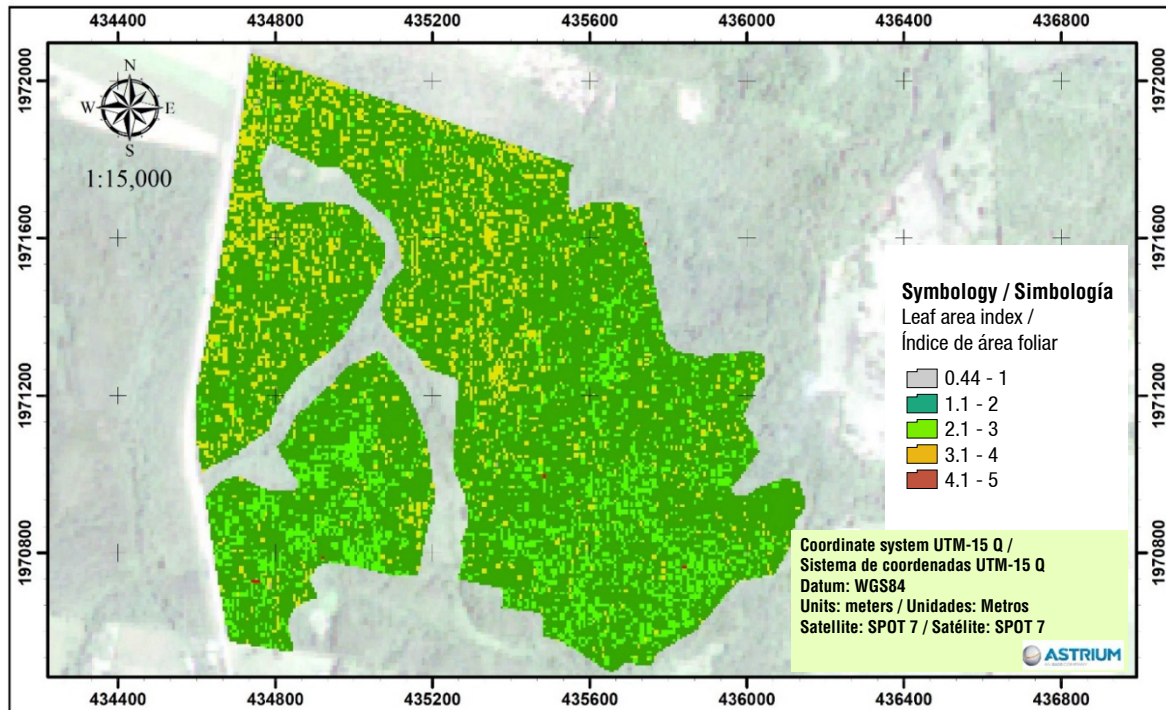 434400 434800 435200 435600 436000 436400 436800
1972000
1971600
1971200
1970800
1972000
1971600
1971200
1970800
N
W E
S
1:15,000
Symbology / Simbología
Leaf area index /
Índice de área foliar
0.44 - 1
1.1 - 2
2.1 - 3
3.1 - 4
4.1 - 5
Coordinate system UTM-15 Q /
Sistema de coordenadas UTM-15 Q
Datum: WGS84
Units: meters / Unidades: Metros
Satellite: SPOT 7 / Satélite: SPOT 7
ASTRIUM
434400 434800 435200 435600 436000 436400 436800